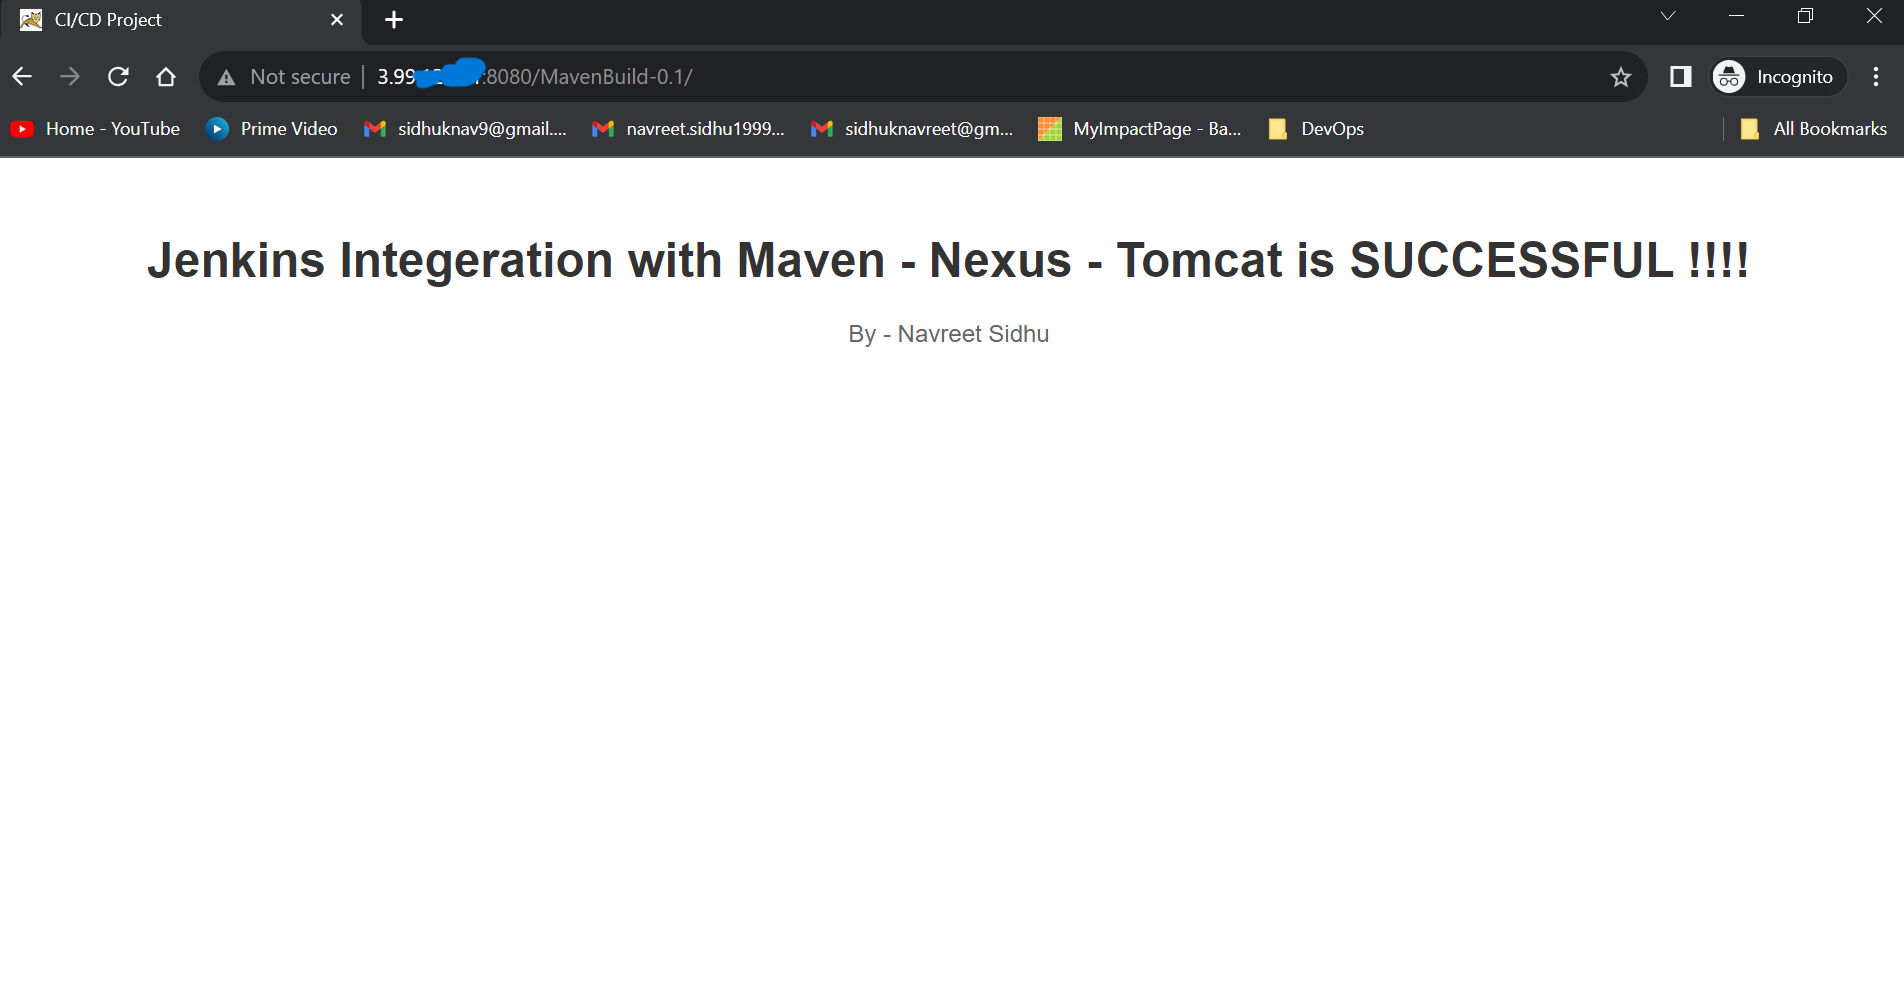 CI/CD Project
Not secure 3.99 :8080/MavenBuild-0.1/
Incognito
Home - YouTube Prime Video sidhuknav9@gmail.... navreet.sidhu1999... sidhuknavreet@gm... MyImpactPage - Ba... DevOps All Bookmarks
Jenkins Integeration with Maven - Nexus - Tomcat is SUCCESSFUL !!!!
By - Navreet Sidhu